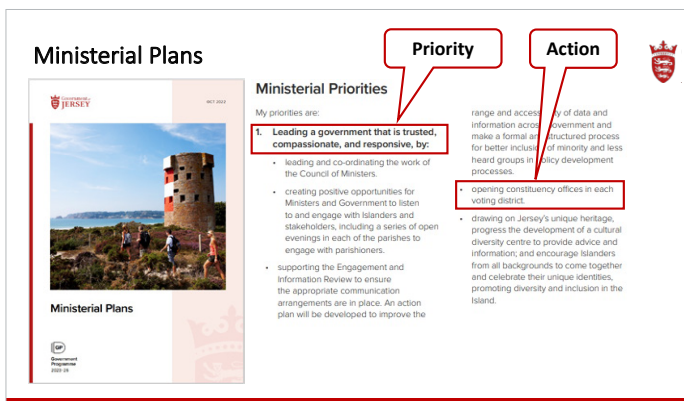 Ministerial Plans
Priority
Action
Government of
JERSEY
OCT 2022
Ministerial Plans
GP
Government
Programme
Ministerial Priorities
My priorities are:
1. Leading a government that is trusted,
compassionate, and responsive, by:
• leading and co-ordinating the work of
the Council of Ministers.
• creating positive opportunities for
Ministers and Government to listen
to and engage with Islanders and
stakeholders, including a series of open
evenings in each of the parishes to
engage with parishioners.
• supporting the Engagement and
Information Review to ensure
the appropriate communication
arrangements are in place. An action
plan will be developed to improve the
range and of data and
information across government and
make a formal and structured process
for better inclusion of minority and less
heard groups in policy development
processes.
• opening constituency offices in each
voting district.
• drawing on Jersey's unique heritage,
progress the development of a cultural
diversity centre to provide advice and
information; and encourage Islanders
from all backgrounds to come together
and celebrate their unique identities,
promoting diversity and inclusion in the
Island.